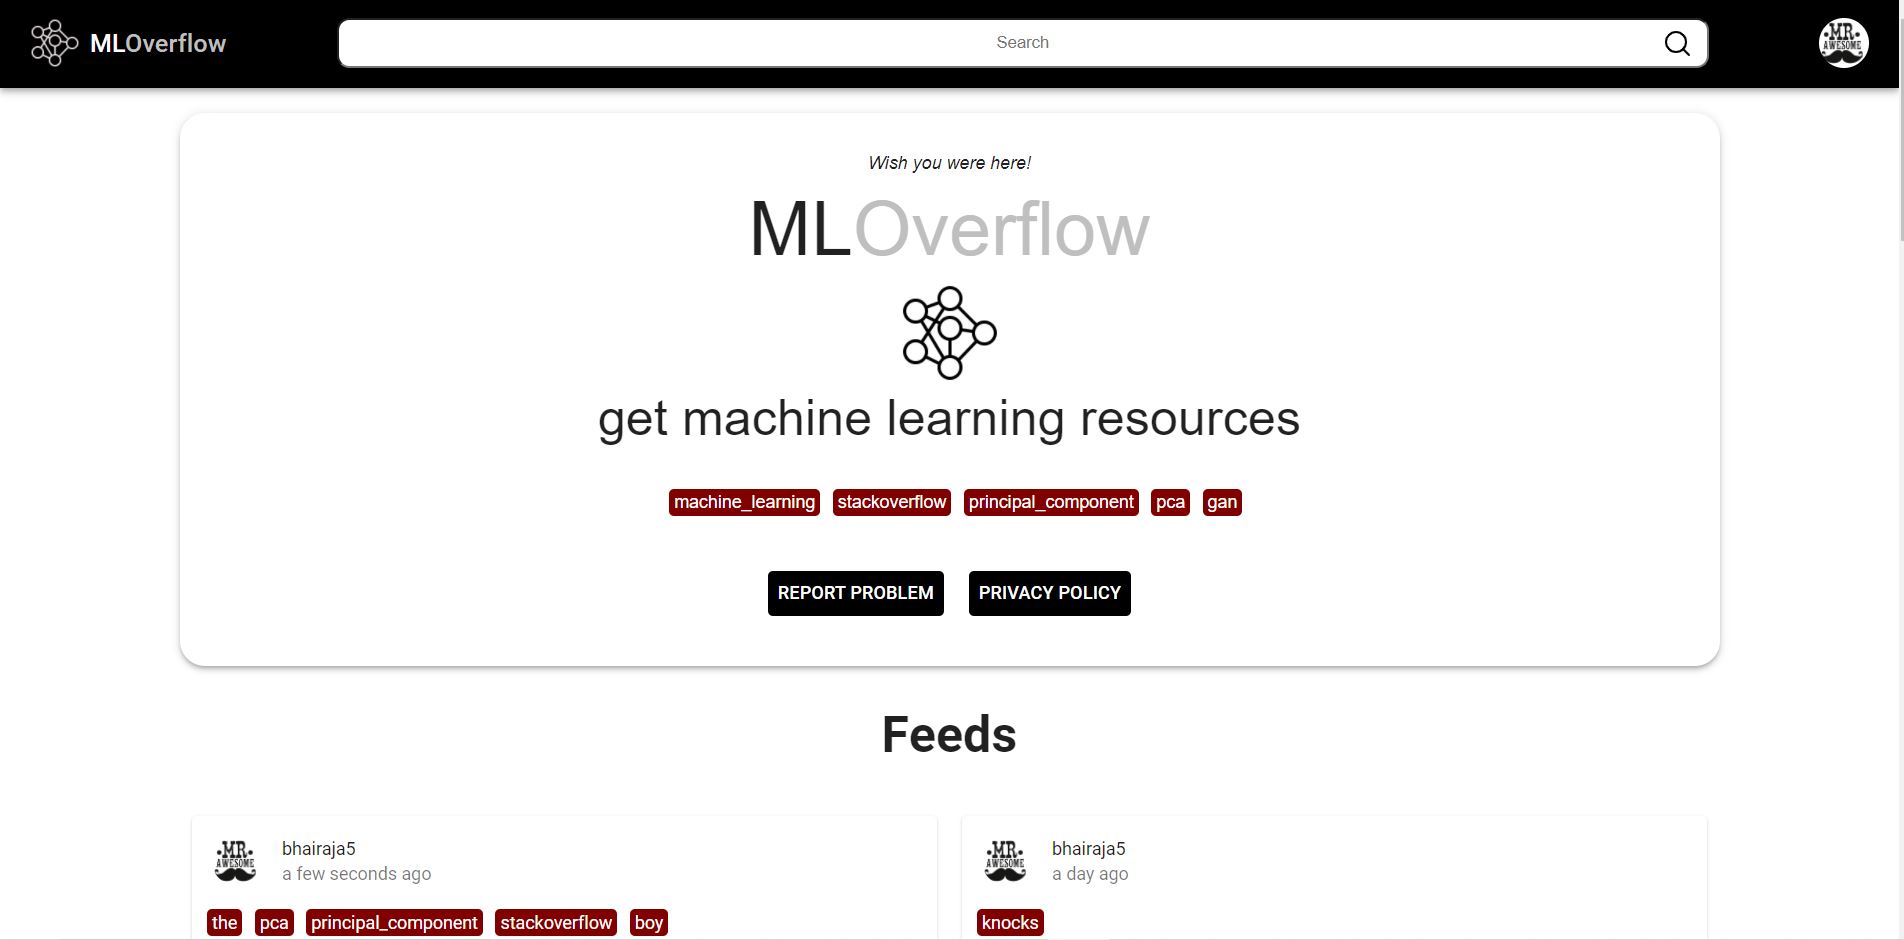 MLOverflow
Search
MR.
AWESOME
Wish you were here!
MLOverflow
get machine learning resources
machine_learning stackoverflow principal_component pca gan
REPORT PROBLEM PRIVACY POLICY
Feeds
MR.
AWESOME
bhairaja5
a few seconds ago
the pca principal_component stackoverflow boy
MR.
AWESOME
bhairaja5
a day ago
knocks